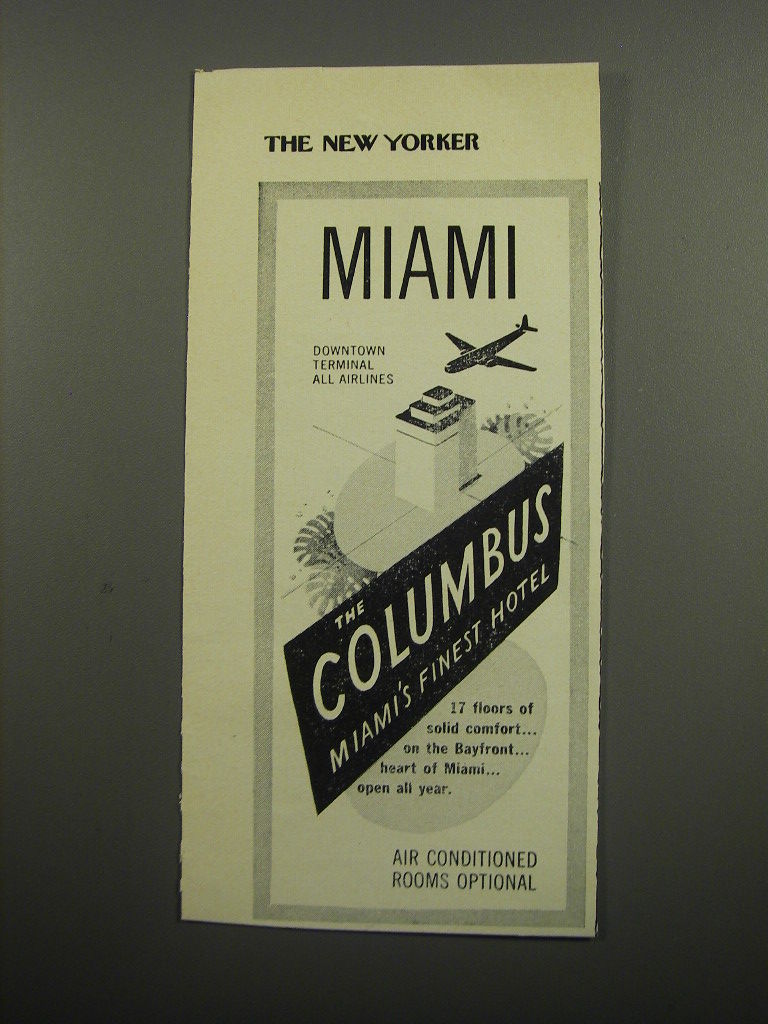 THE NEW YORKER
MIAMI
DOWNTOWN
TERMINAL
ALL AIRLINES
THE
COLUMBUS
MIAMI'S FINEST HOTEL
17 floors of
solid comfort...
on the Bayfront...
heart of Miami...
open all year.
AIR CONDITIONED
ROOMS OPTIONAL